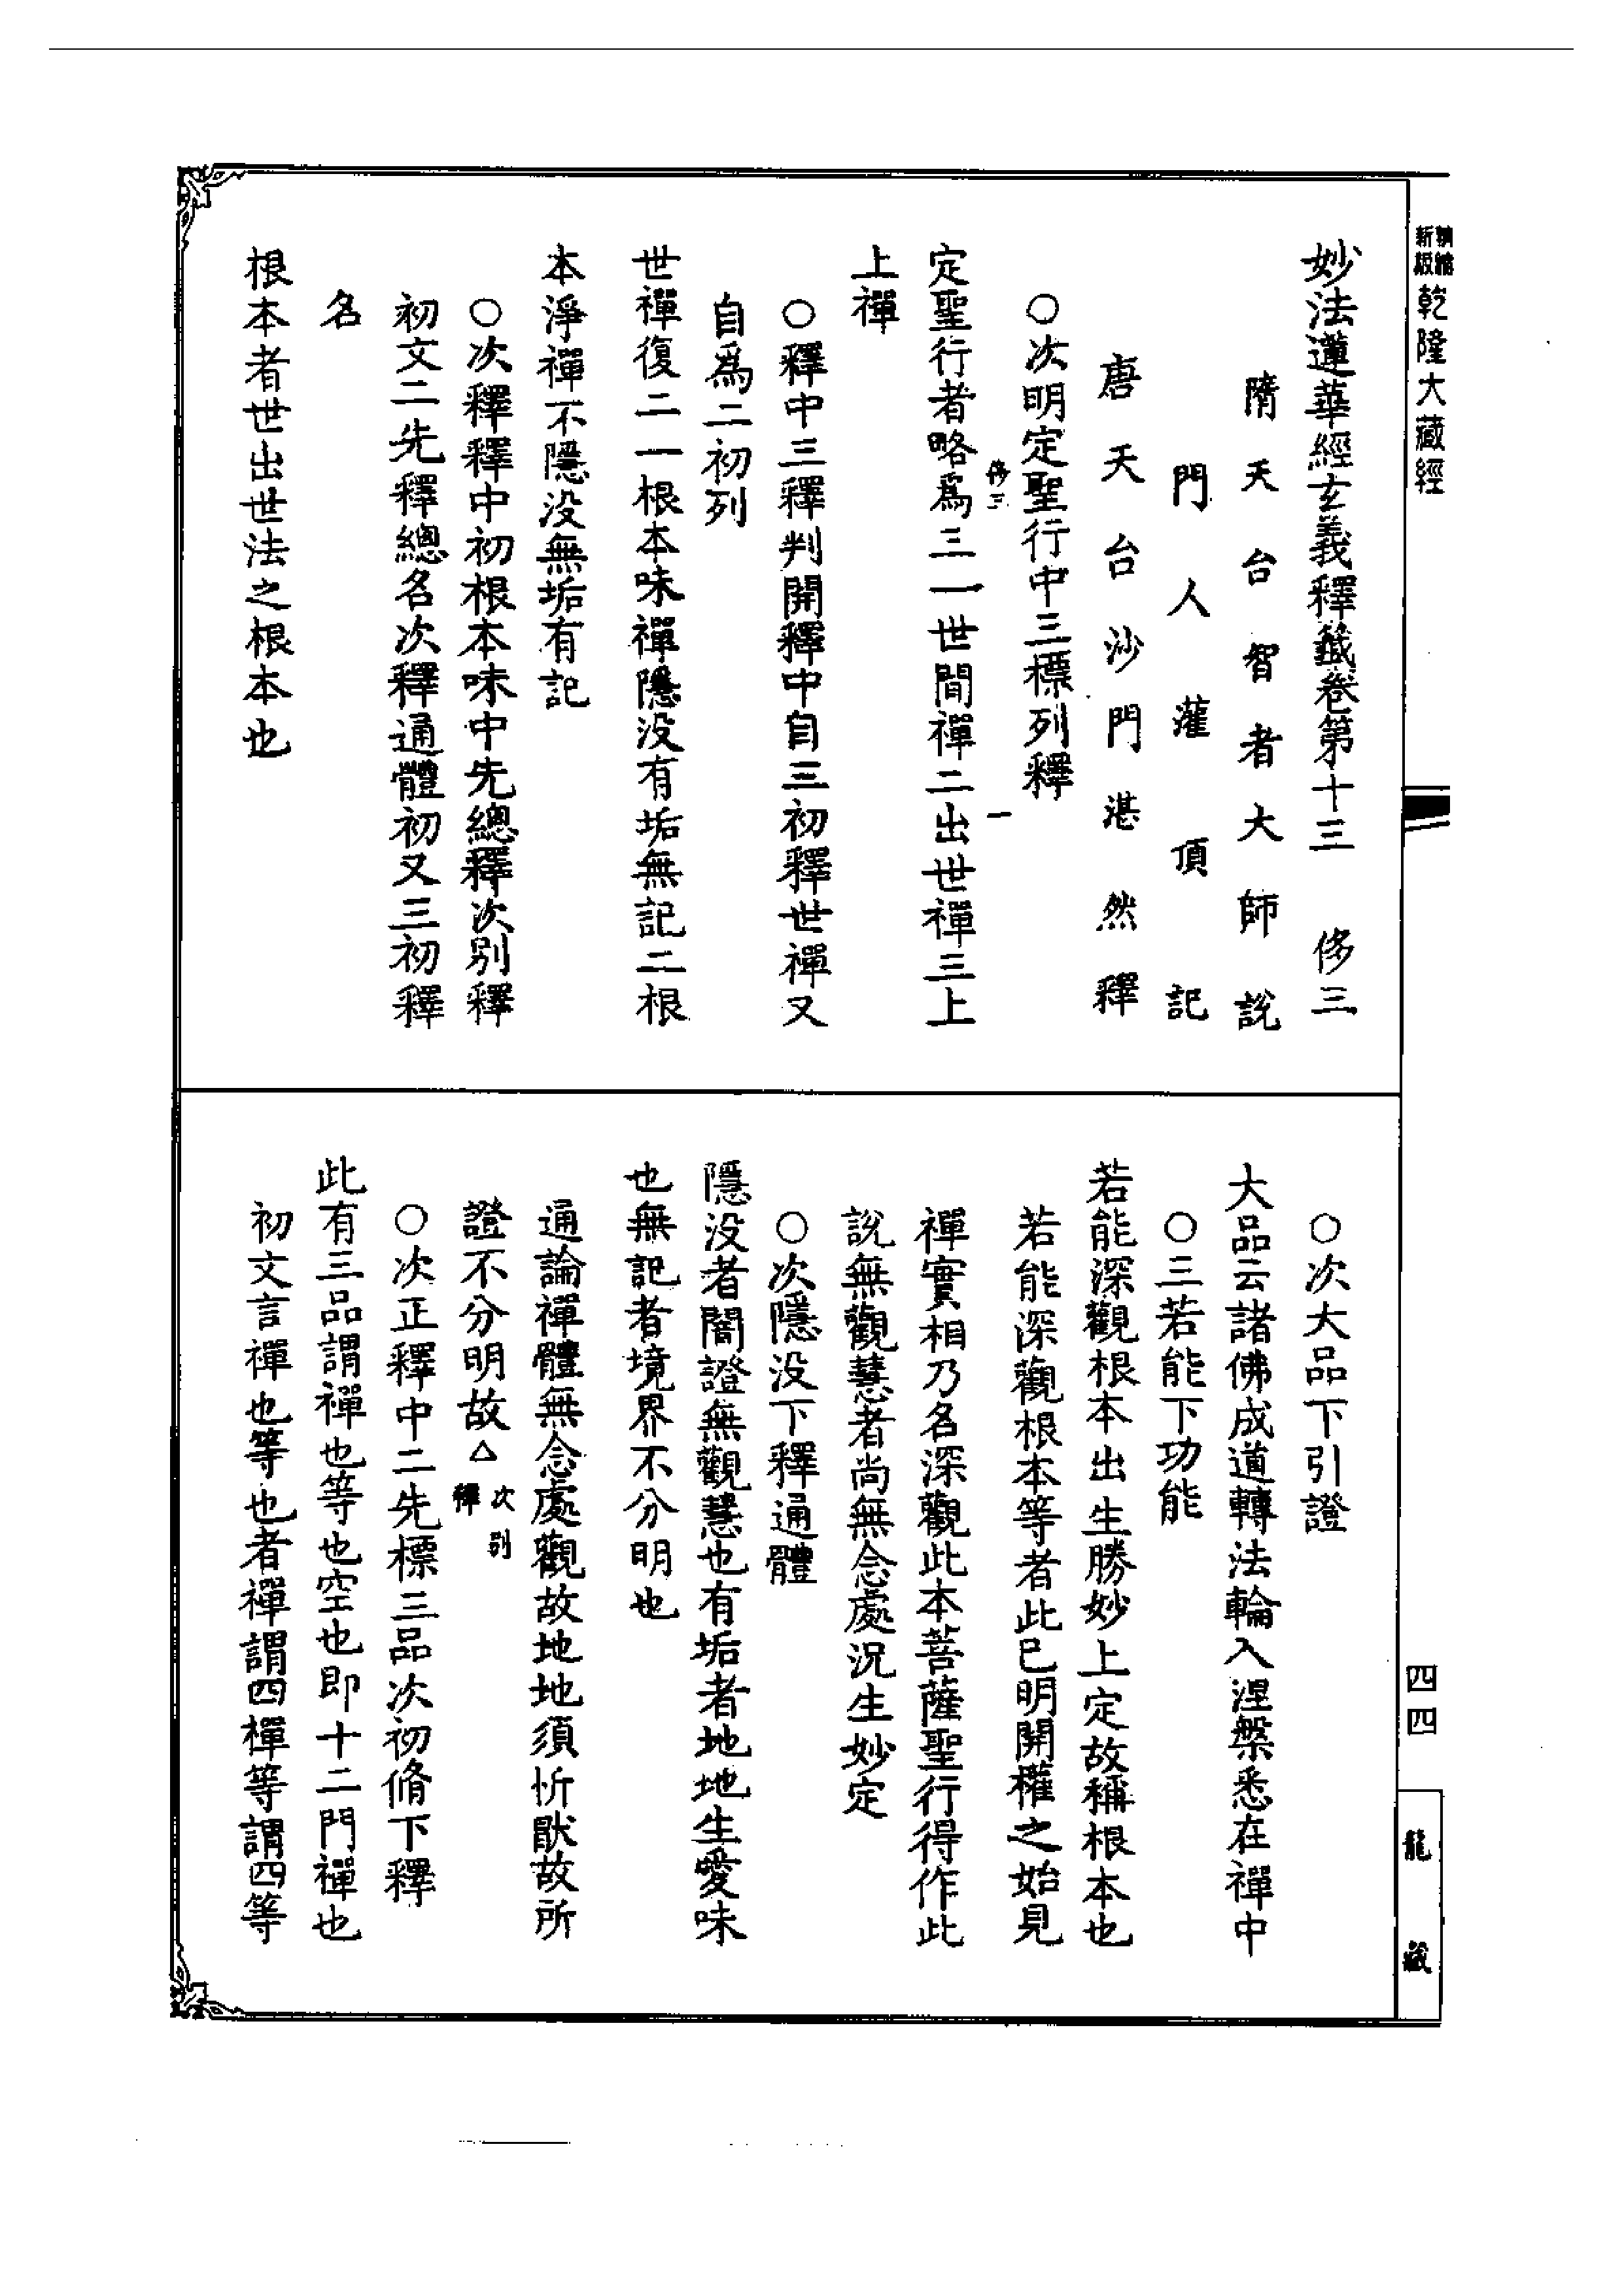 新編縮版乾隆大藏經
妙法蓮華經玄義釋籤卷第十三　侈三
隋天台智者大師說
門人灌頂記
唐天台沙門湛然釋
○次明定聖行中三標列釋
侈三　一
定聖行者略爲三一世間禪二出世禪三上
上禪
○釋中三釋判開釋中自三初釋世禪又
自爲二初列
世禪復二一根本味禪隱没有垢無記二根
本淨禪不隱没無垢有記
○次釋釋中初根本味中先總釋次別釋
初文二先釋總名次釋通體初又三初釋
名
根本者世出世法之根本也
○次大品下引證
大品云諸佛成道轉法輪入涅槃悉在禪中
○三若能下功能
若能深觀根本出生勝妙上定故稱根本也
若能深觀根本等者此已明開權之始見
禪實相乃名深觀此本菩薩聖行得作此
說無觀慧者尚無念處況生妙定
○次隱没下釋通體
隱没者闇證無觀慧也有垢者地地生愛味
也無記者境界不分明也
通論禪體無念處觀故地地須忻猒故所
證不分明故△次別釋
○次正釋中二先標三品次初脩下釋
此有三品謂禪也等也空也即十二門禪也
初文言禪也等也者禪謂四禪等謂四等
四四
龍藏